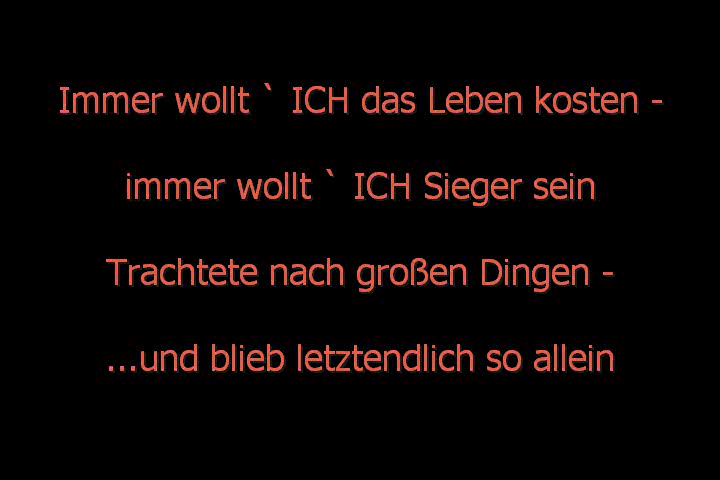 Immer wollt ` ICH das Leben kosten -
immer wollt ` ICH Sieger sein
Trachtete nach großen Dingen -
...und blieb letztendlich so allein